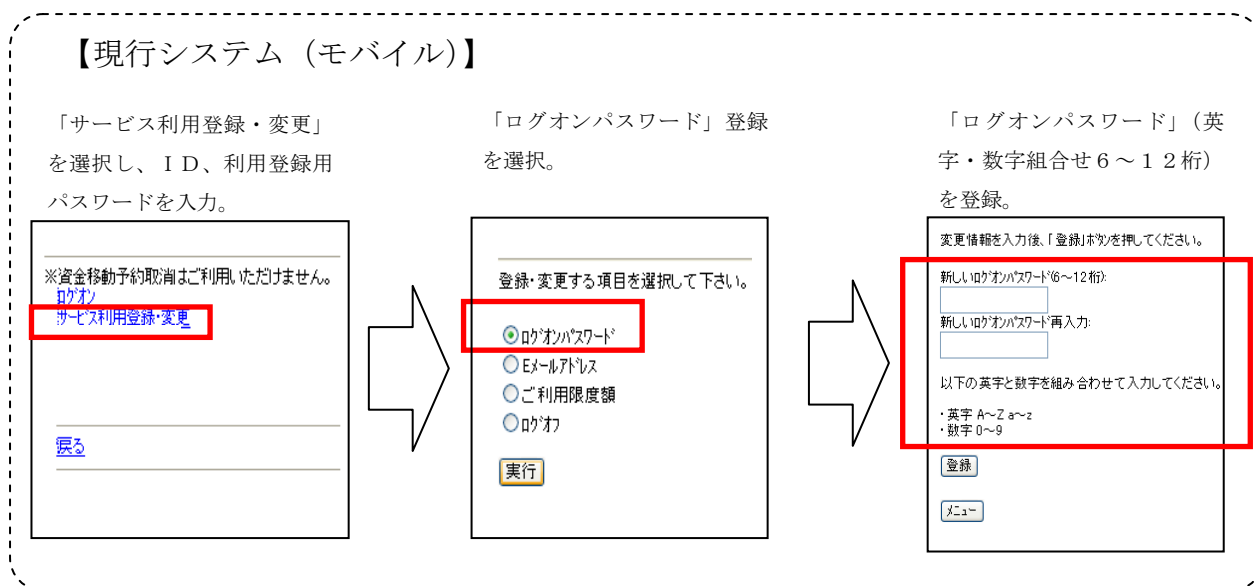 【現行システム（モバイル）】
「サービス利用登録・変更」
を選択し、ＩＤ、利用登録用
パスワードを入力。
※資金移動予約取消はご利用いただけません。
ﾛｸﾞｵﾝ
ｻｰﾋﾞｽ利用登録･変更
戻る
「ログオンパスワード」登録
を選択。
登録･変更する項目を選択して下さい。
ﾛｸﾞｵﾝﾊﾟｽﾜｰﾄﾞ
Eﾒｰﾙｱﾄﾞﾚｽ
ご利用限度額
ﾛｸﾞｵﾌ
実行
「ログオンパスワード」（英
字・数字組合せ６～１２桁）
を登録。
変更情報を入力後、｢登録｣ﾎﾞﾀﾝを押してください。
新しいﾛｸﾞｵﾝﾊﾟｽﾜｰﾄﾞ(6～12桁):
新しいﾛｸﾞｵﾝﾊﾟｽﾜｰﾄﾞ再入力:
以下の英字と数字を組み合わせて入力してください。
･英字 A～Z a～z
･数字 0～9
登録
ﾒﾆｭｰ